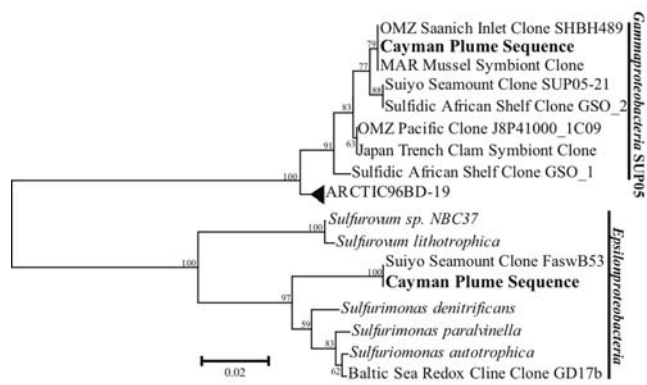 OMZ Saanich Inlet Clone SHBH489
79
Cayman Plume Sequence
MAR Mussel Symbiont Clone
77
Suiyo Seamount Clone SUP05-21
88
Sulfidic African Shelf Clone GSO_2
83
OMZ Pacific Clone J8P41000_1C09
63
Japan Trench Clam Symbiont Clone
91
Sulfidic African Shelf Clone GSO_1
100
ARCTIC96BD-19
Gammaproteobacteria SUP05
Sulfurovum sp. NBC37
100
Sulfurovum lithotrophica
100
Suiyo Seamount Clone FaswB53
100
Cayman Plume Sequence
97
Sulfurimonas denitrificans
59
Sulfurimonas paralvinella
83
Sulfuriomonas autotrophica
62
Baltic Sea Redox Cline Clone GD17b
Epsilonproteobacteria
0.02